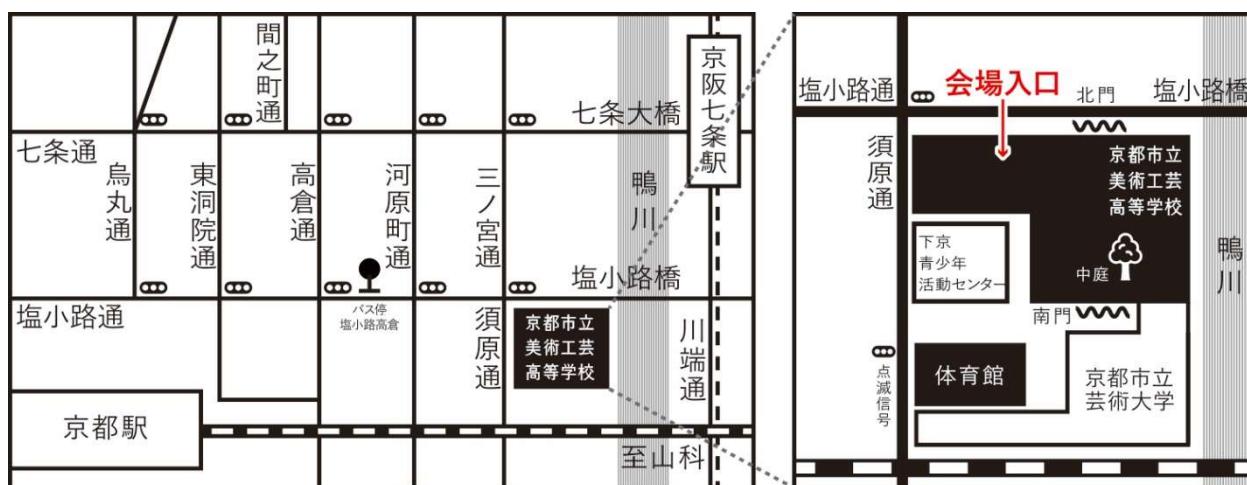 間之町通
七条大橋
京阪七条駅
七条通
烏丸通
東洞院通
高倉通
河原町通
三ノ宮通
鴨川
塩小路橋
塩小路通
バス停
塩小路高倉
須原通
京都市立
美術工芸
高等学校
川端通
京都駅
至山科
塩小路通
会場入口
北門
塩小路橋
須原通
京都市立
美術工芸
高等学校
下京
青少年
活動センター
中庭
鴨川
南門
点滅信号
体育館
京都市立
芸術大学